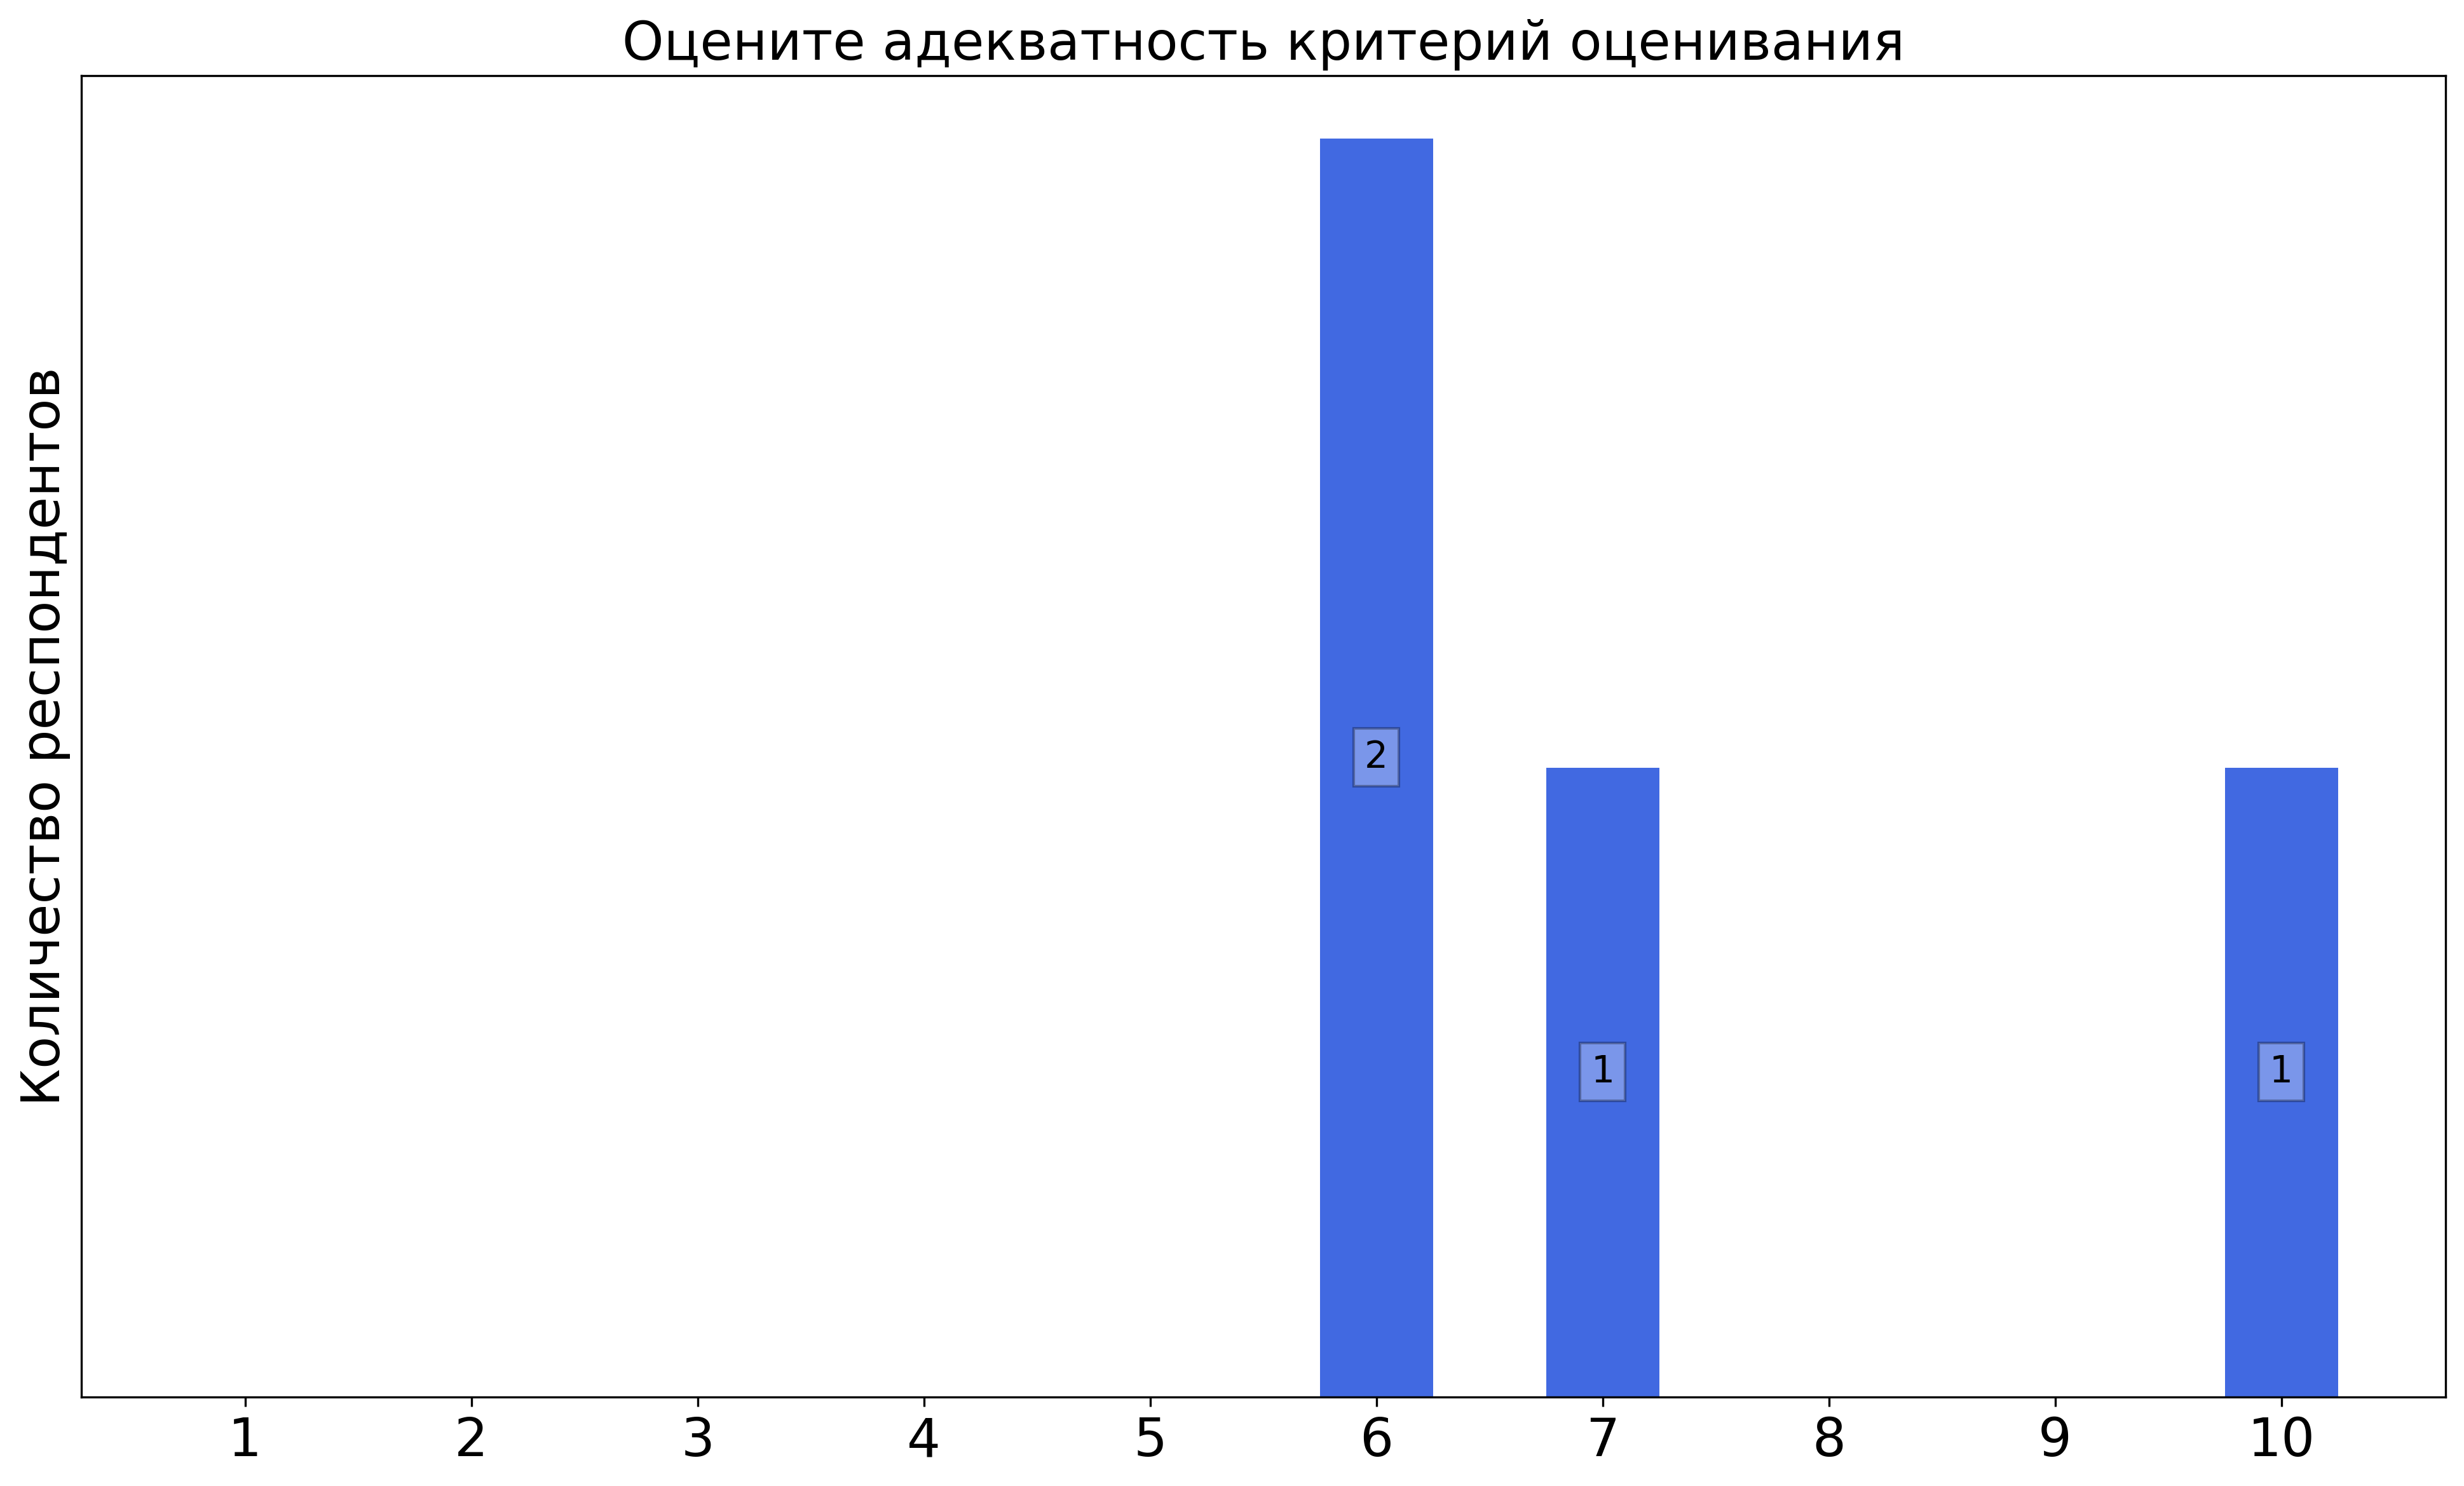 Оцените адекватность критерий оценивания
Количество респондентов
2
1
1
1 2 3 4 5 6 7 8 9 10